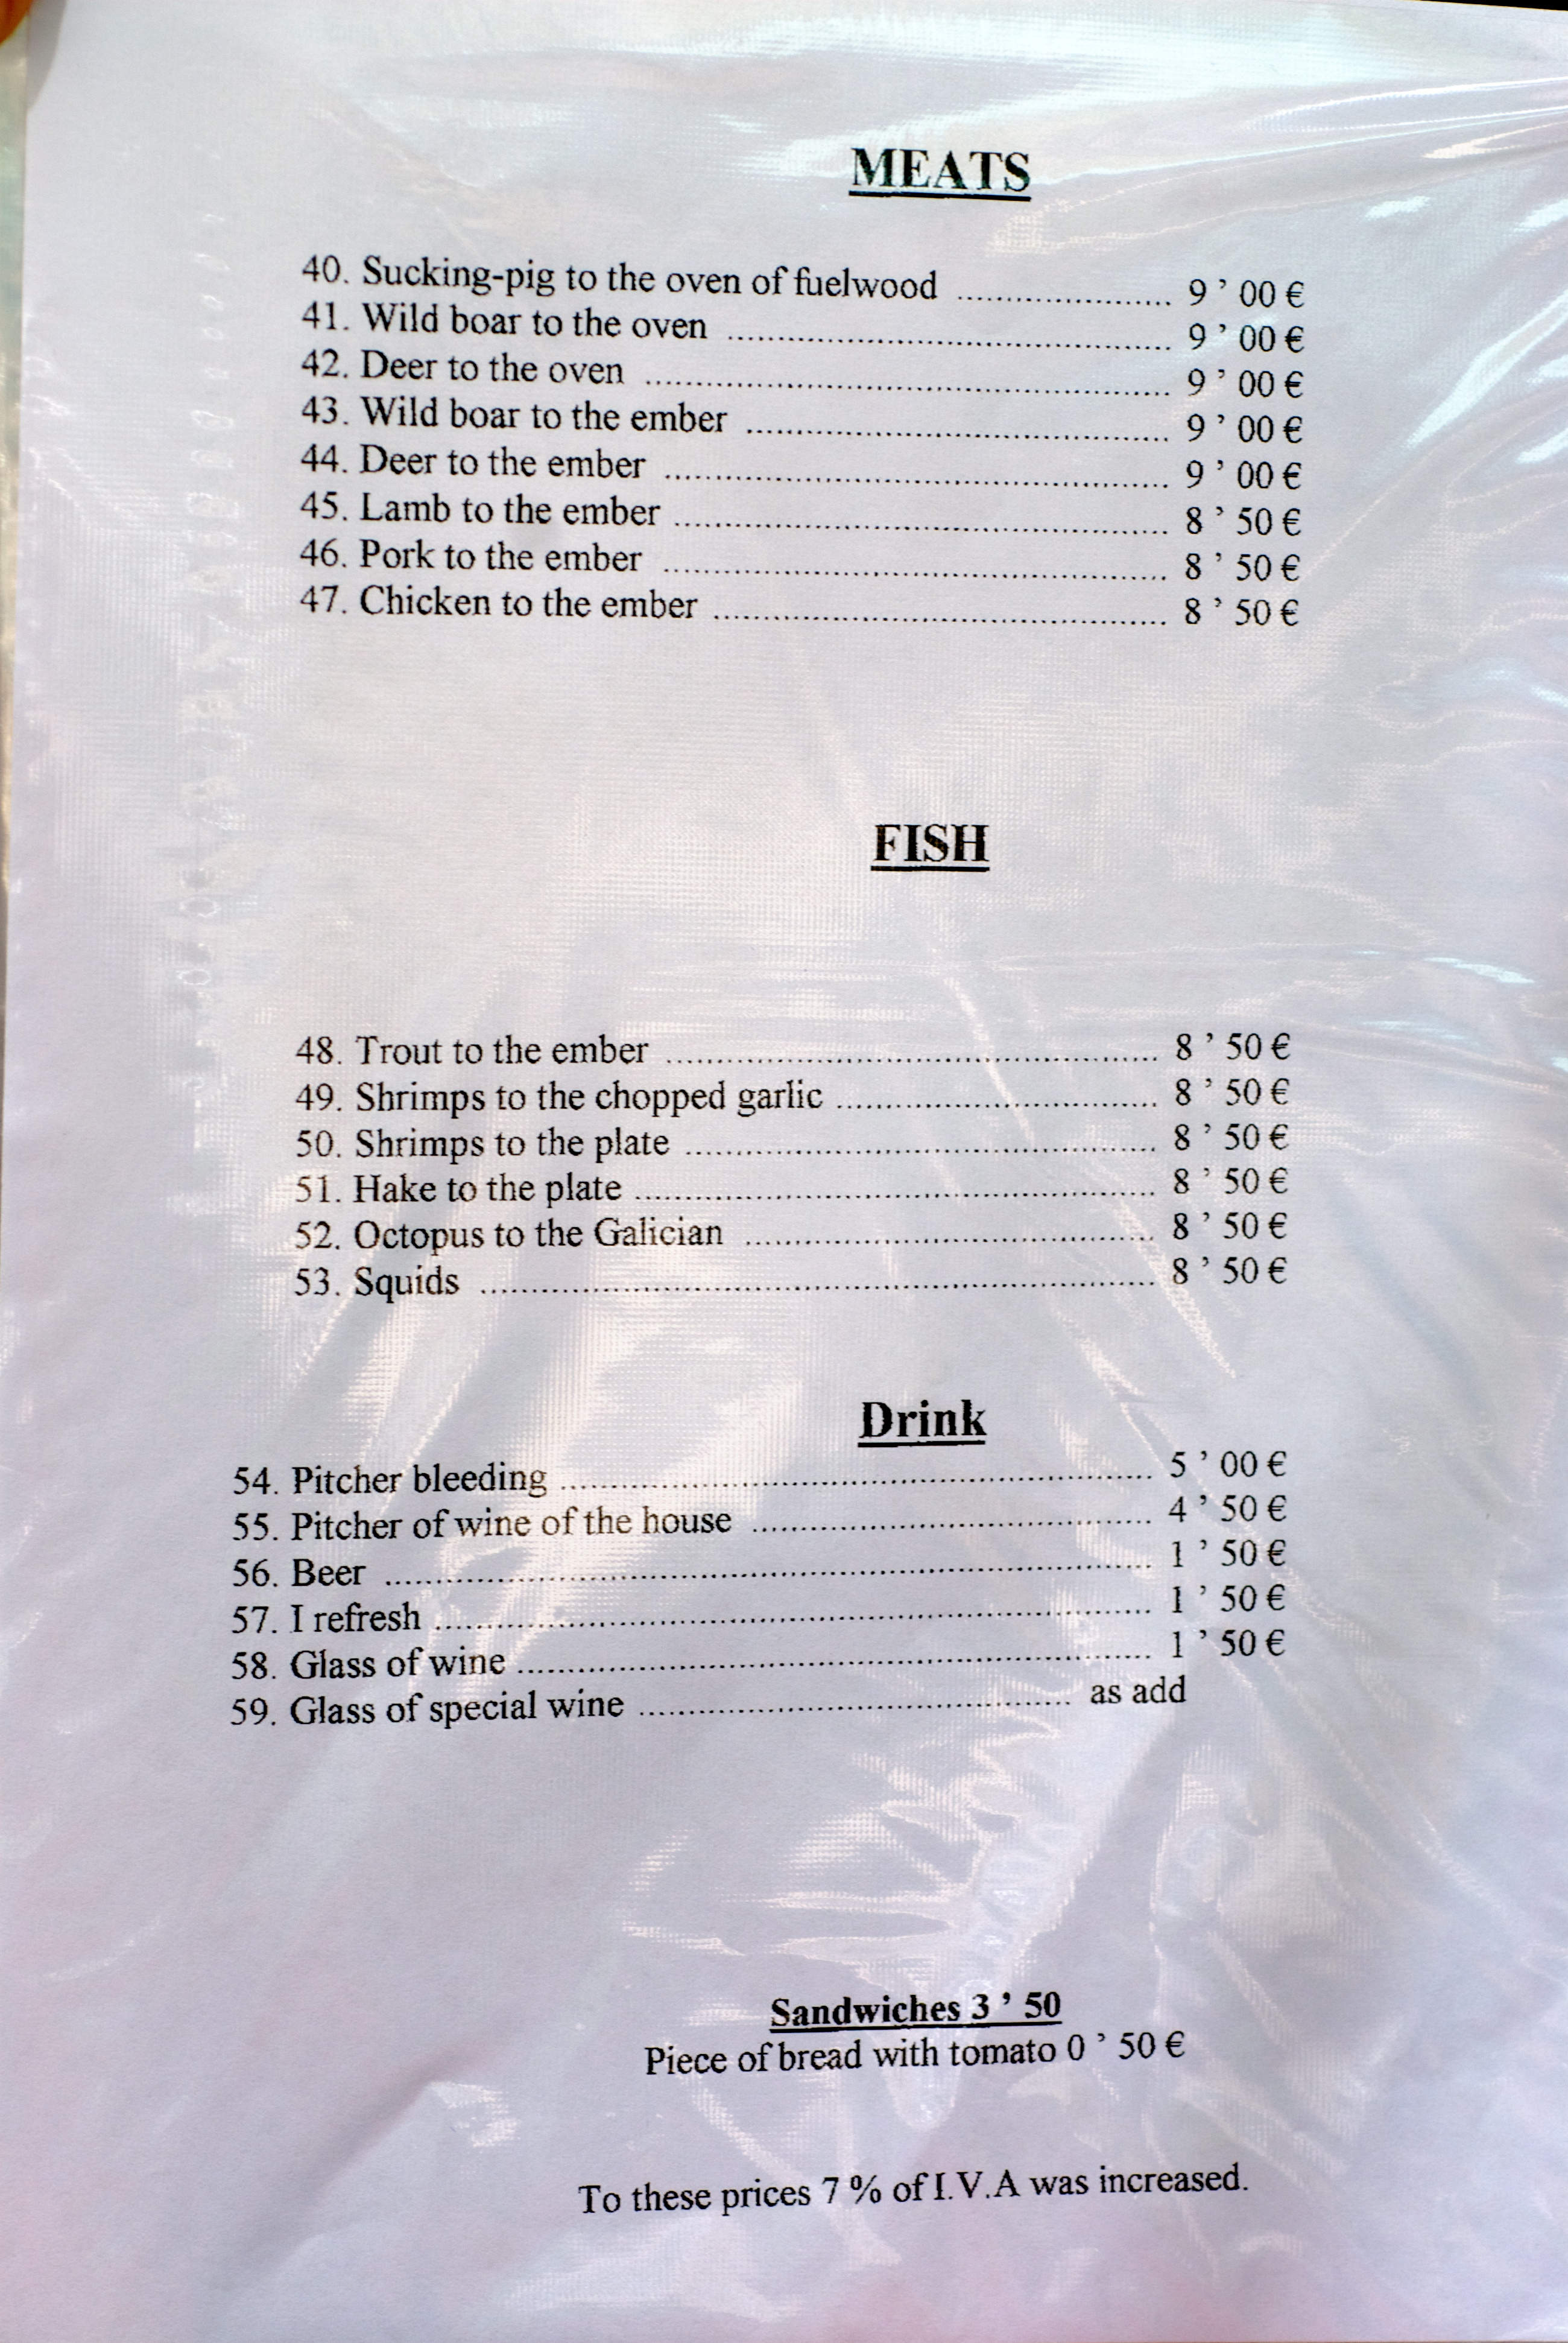 MEATS
40. Sucking-pig to the oven of fuelwood ...................... 9 ’ 00 €
41. Wild boar to the oven ............................................. 9 ’ 00 €
42. Deer to the oven ..................................................... 9 ’ 00 €
43. Wild boar to the ember ........................................... 9 ’ 00 €
44. Deer to the ember ................................................... 9 ’ 00 €
45. Lamb to the ember .................................................. 8 ’ 50 €
46. Pork to the ember ................................................... 8 ’ 50 €
47. Chicken to the ember .............................................. 8 ’ 50 €
FISH
48. Trout to the ember .................................................. 8 ’ 50 €
49. Shrimps to the chopped garlic ................................. 8 ’ 50 €
50. Shrimps to the plate ................................................ 8 ’ 50 €
51. Hake to the plate ..................................................... 8 ’ 50 €
52. Octopus to the Galician .......................................... 8 ’ 50 €
53. Squids ..................................................................... 8 ’ 50 €
Drink
54. Pitcher bleeding ............................................................ 5 ’ 00 €
55. Pitcher of wine of the house ......................................... 4 ’ 50 €
56. Beer ............................................................................... 1 ’ 50 €
57. I refresh ......................................................................... 1 ’ 50 €
58. Glass of wine ................................................................ 1 ’ 50 €
59. Glass of special wine ............................................ as add
Sandwiches 3 ’ 50
Piece of bread with tomato 0 ’ 50 €
To these prices 7 % of I.V.A was increased.